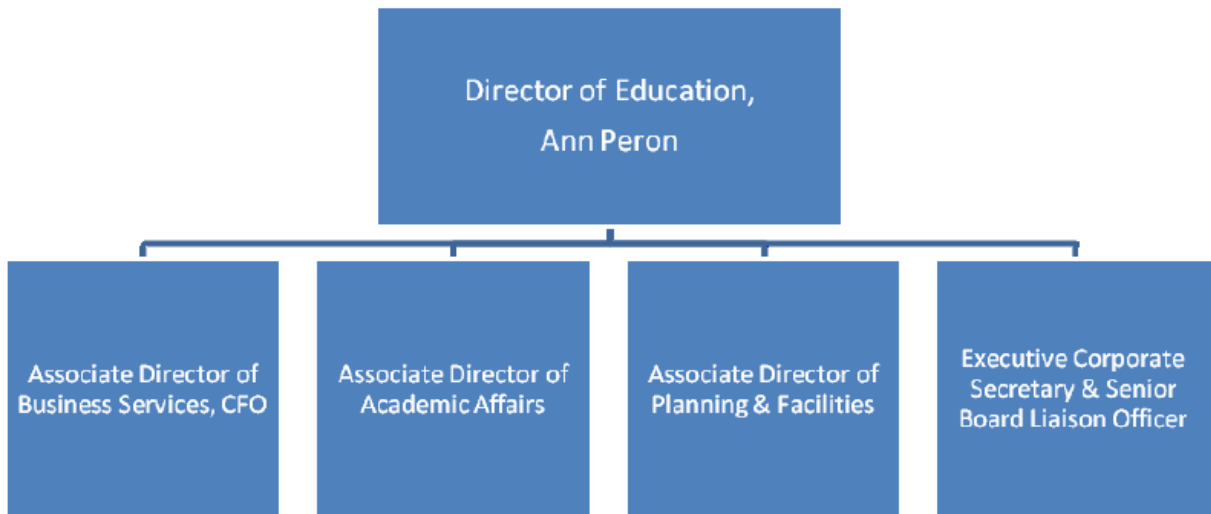 Director of Education,
Ann Peron
Associate Director of
Business Services, CFO
Associate Director of
Academic Affairs
Associate Director of
Planning & Facilities
Executive Corporate
Secretary & Senior
Board Liaison Officer